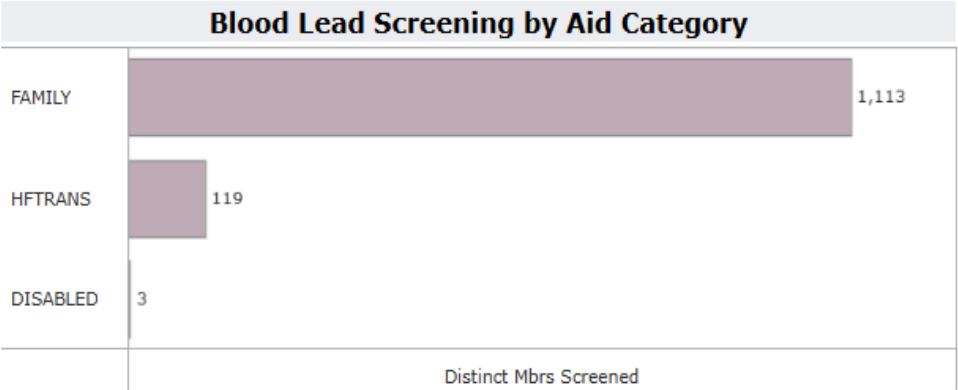 Blood Lead Screening by Aid Category
FAMILY 1,113
HFTRANS 119
DISABLED 3
Distinct Mbrs Screened